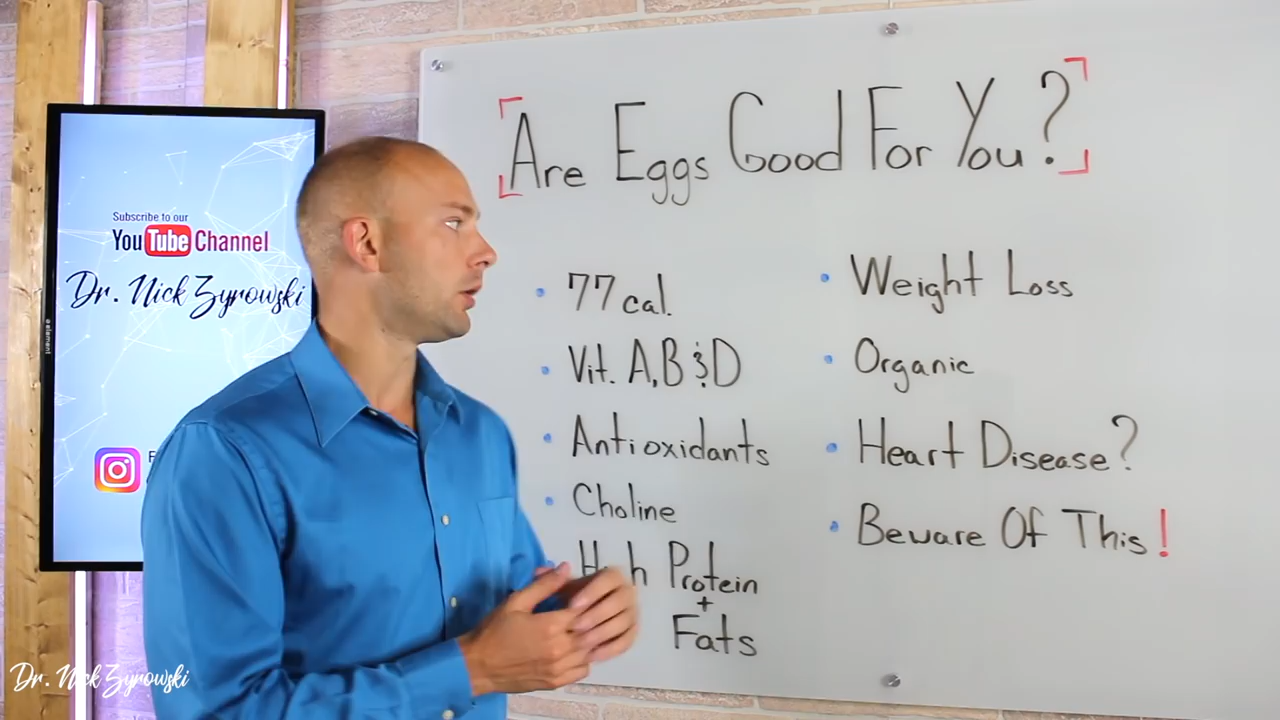 Are Eggs Good For You?
77 cal.
Vit. A,B & D
Antioxidants
Choline
Protein
+
Fats
Weight Loss
Organic
Heart Disease?
Beware Of This!
Subscribe to our
YouTube Channel
Dr. Nick Zyrowski
element
Dr. Nick Zyrowski